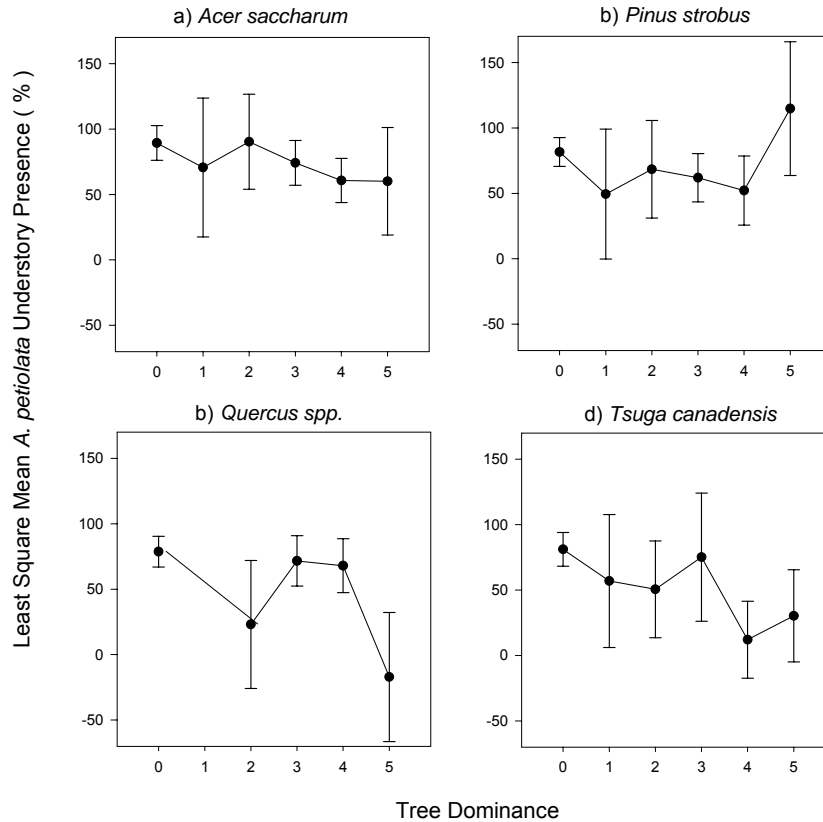 a) Acer saccharum
150
100
50
0
-50
0 1 2 3 4 5
b) Pinus strobus
150
100
50
0
-50
0 1 2 3 4 5
b) Quercus spp.
150
100
50
0
-50
0 1 2 3 4 5
d) Tsuga canadensis
150
100
50
0
-50
0 1 2 3 4 5
Least Square Mean A. petiolata Understory Presence ( % )
Tree Dominance